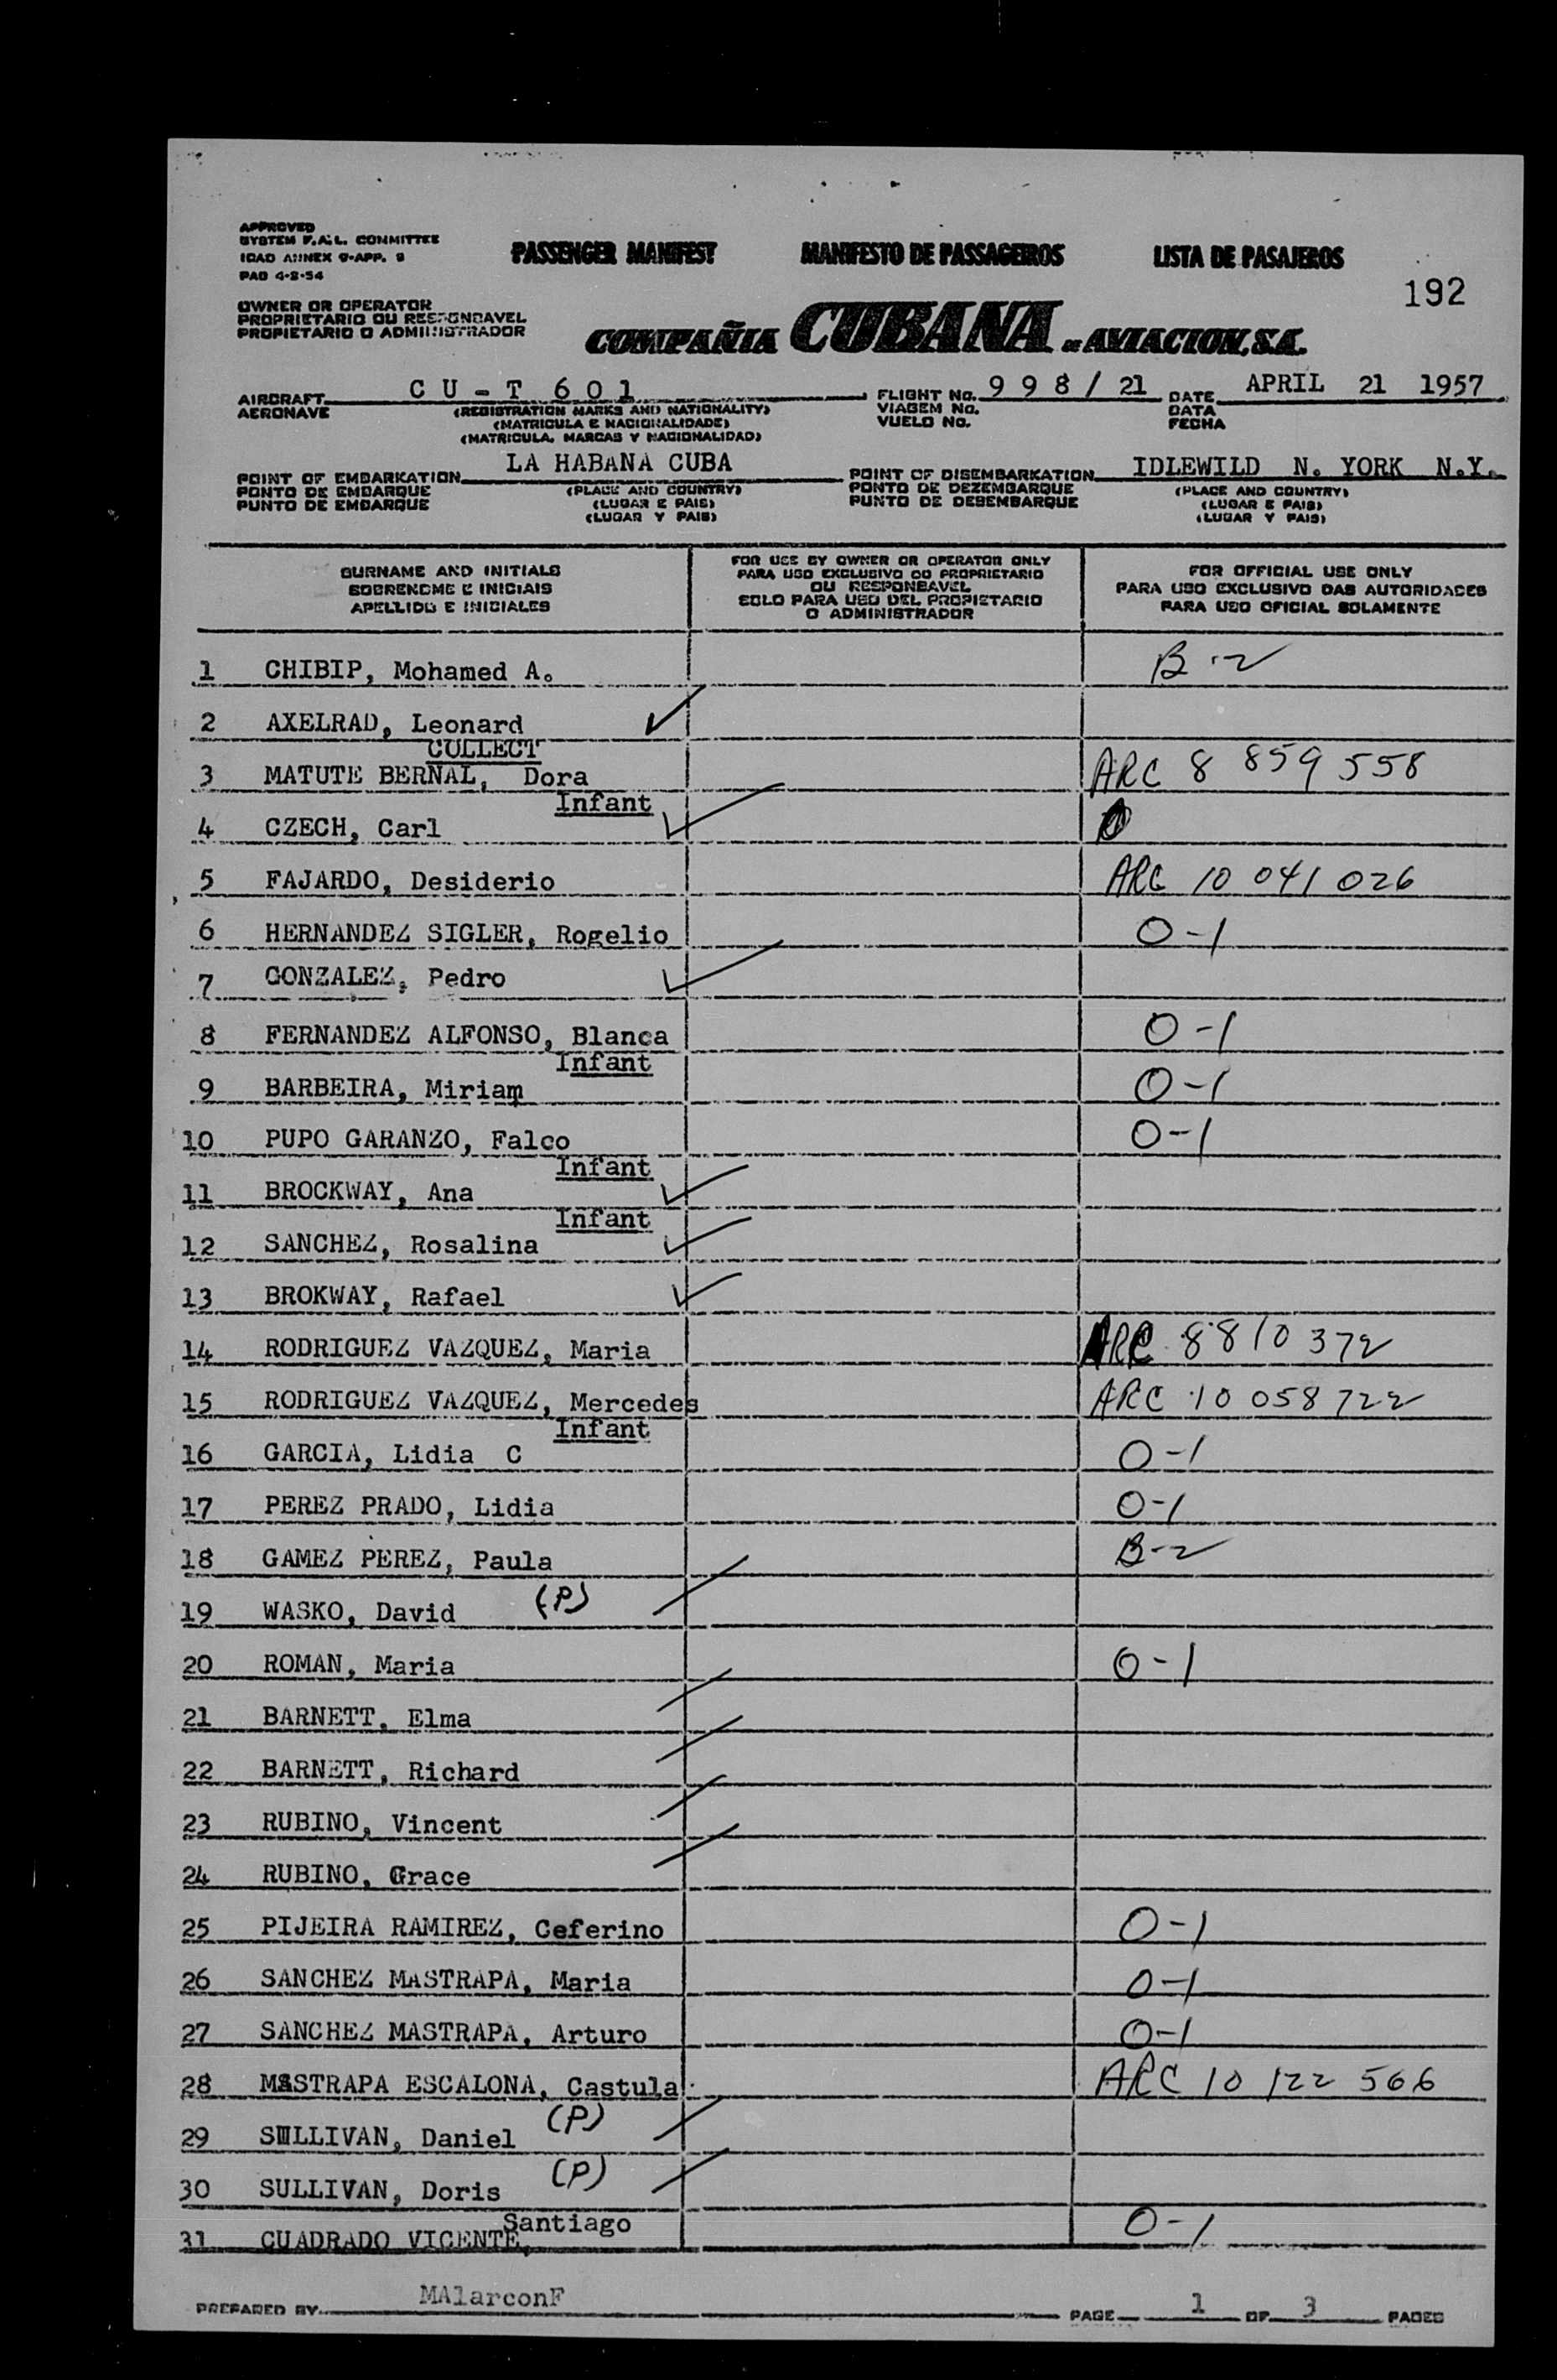 APPROVED
SYSTEM F.A.L. COMMITTEE
ICAO ANNEX 9-APP. 9
PAD 4-2-54
PASSENGER MANIFEST MANIFESTO DE PASSAGEIROS LISTA DE PASAJEROS
192
OWNER OR OPERATOR
PROPRIETARIO OU RESPONSAVEL
PROPIETARIO O ADMINISTRADOR
COMPAÑIA CUBANA DE AVIACION, S.A.
AIRCRAFT CU-T 601 FLIGHT No. 998/21 DATE APRIL 21 1957
AERONAVE (REGISTRATION MARKS AND NATIONALITY) VIAGEM No. DATA
(MATRICULA E NACIONALIDADE) VUELO No. FECHA
(MATRICULA, MARCAS Y NACIONALIDAD)
POINT OF EMBARKATION LA HABANA CUBA POINT OF DISEMBARKATION IDLEWILD N. YORK N.Y.
PONTO DE EMBARQUE (PLACE AND COUNTRY) PONTO DE DEZEMBARQUE (PLACE AND COUNTRY)
PUNTO DE EMBARQUE (LUGAR E PAIS) PUNTO DE DESEMBARQUE (LUGAR E PAIS)
(LUGAR Y PAIS) (LUGAR Y PAIS)
SURNAME AND INITIALS
SOBRENOME E INICIAIS
APELLIDO E INICIALES
FOR USE BY OWNER OR OPERATOR ONLY
PARA USO EXCLUSIVO DO PROPRIETARIO
OU RESPONSAVEL
SOLO PARA USO DEL PROPIETARIO
O ADMINISTRADOR
FOR OFFICIAL USE ONLY
PARA USO EXCLUSIVO DAS AUTORIDADES
PARA USO OFICIAL SOLAMENTE
1 CHIBIP, Mohamed A. B-2
2 AXELRAD, Leonard
COLLECT
3 MATUTE BERNAL, Dora ARC 8 859 558
Infant
4 CZECH, Carl
5 FAJARDO, Desiderio ARC 10 041 026
6 HERNANDEZ SIGLER, Rogelio O-1
7 GONZALEZ, Pedro
8 FERNANDEZ ALFONSO, Blanca O-1
Infant
9 BARBEIRA, Miriam O-1
10 PUPO GARANZO, Falco O-1
Infant
11 BROCKWAY, Ana
Infant
12 SANCHEZ, Rosalina
13 BROKWAY, Rafael
14 RODRIGUEZ VAZQUEZ, Maria ARC 8810 372
15 RODRIGUEZ VAZQUEZ, Mercedes ARC 10 058 722
Infant
16 GARCIA, Lidia C O-1
17 PEREZ PRADO, Lidia O-1
18 GAMEZ PEREZ, Paula B-2
19 WASKO, David (P)
20 ROMAN, Maria O-1
21 BARNETT, Elma
22 BARNETT, Richard
23 RUBINO, Vincent
24 RUBINO, Grace
25 PIJEIRA RAMIREZ, Ceferino O-1
26 SANCHEZ MASTRAPA, Maria O-1
27 SANCHEZ MASTRAPA, Arturo O-1
28 MASTRAPA ESCALONA, Castula ARC 10 122 566
29 SULLIVAN, Daniel (P)
30 SULLIVAN, Doris (P)
31 CUADRADO VICENTE, Santiago O-1
PREPARED BY MAlarconF PAGE 1 OF 3 PAGES